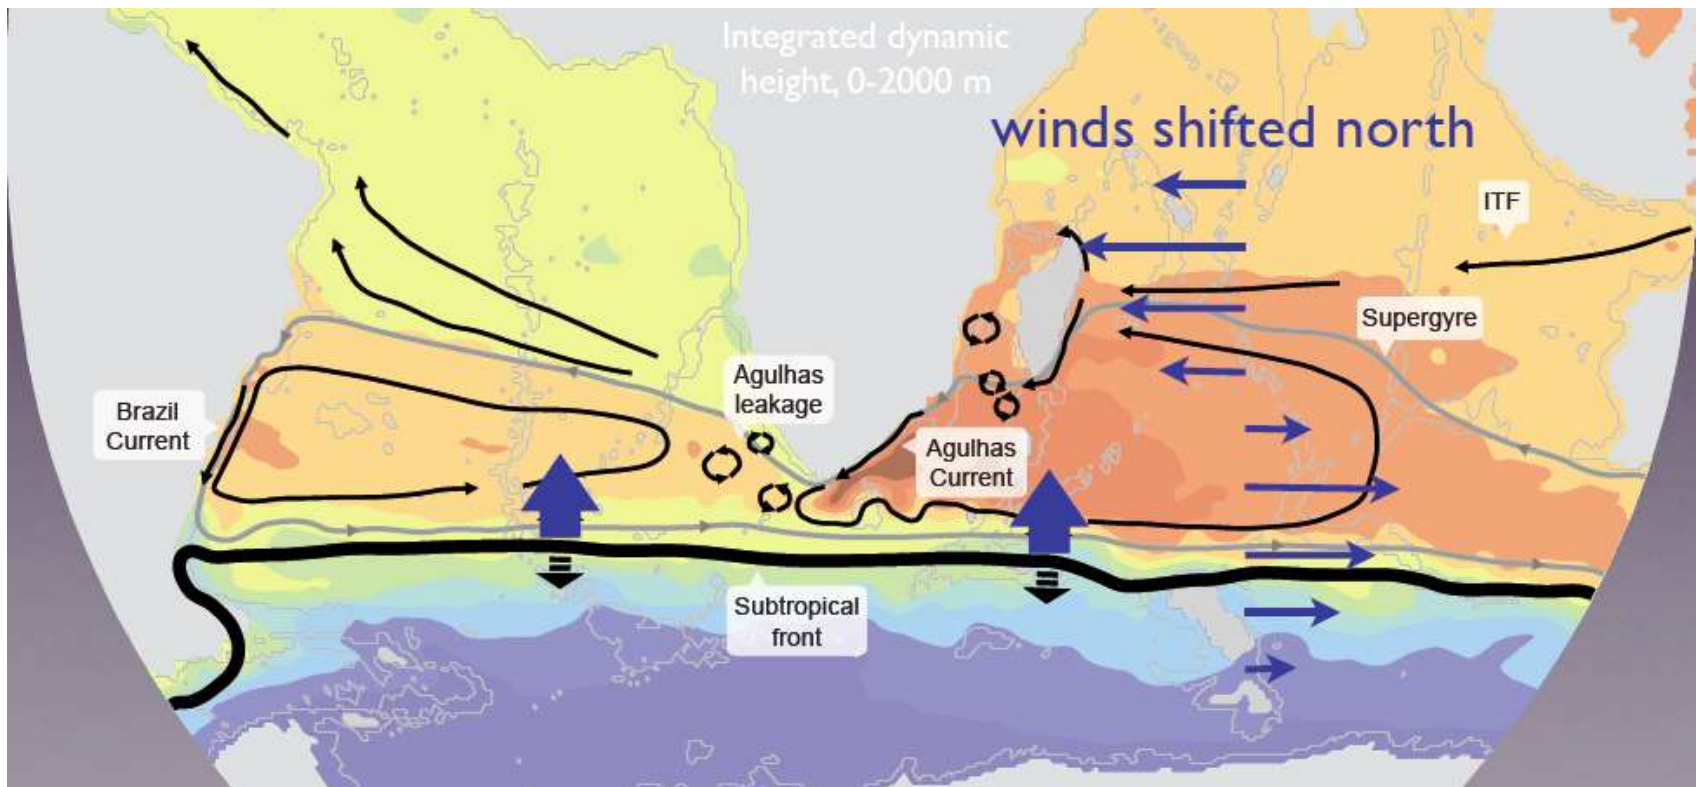 Integrated dynamic
height, 0-2000 m
winds shifted north
ITF
Supergyre
Agulhas
leakage
Brazil
Current
Agulhas
Current
Subtropical
front